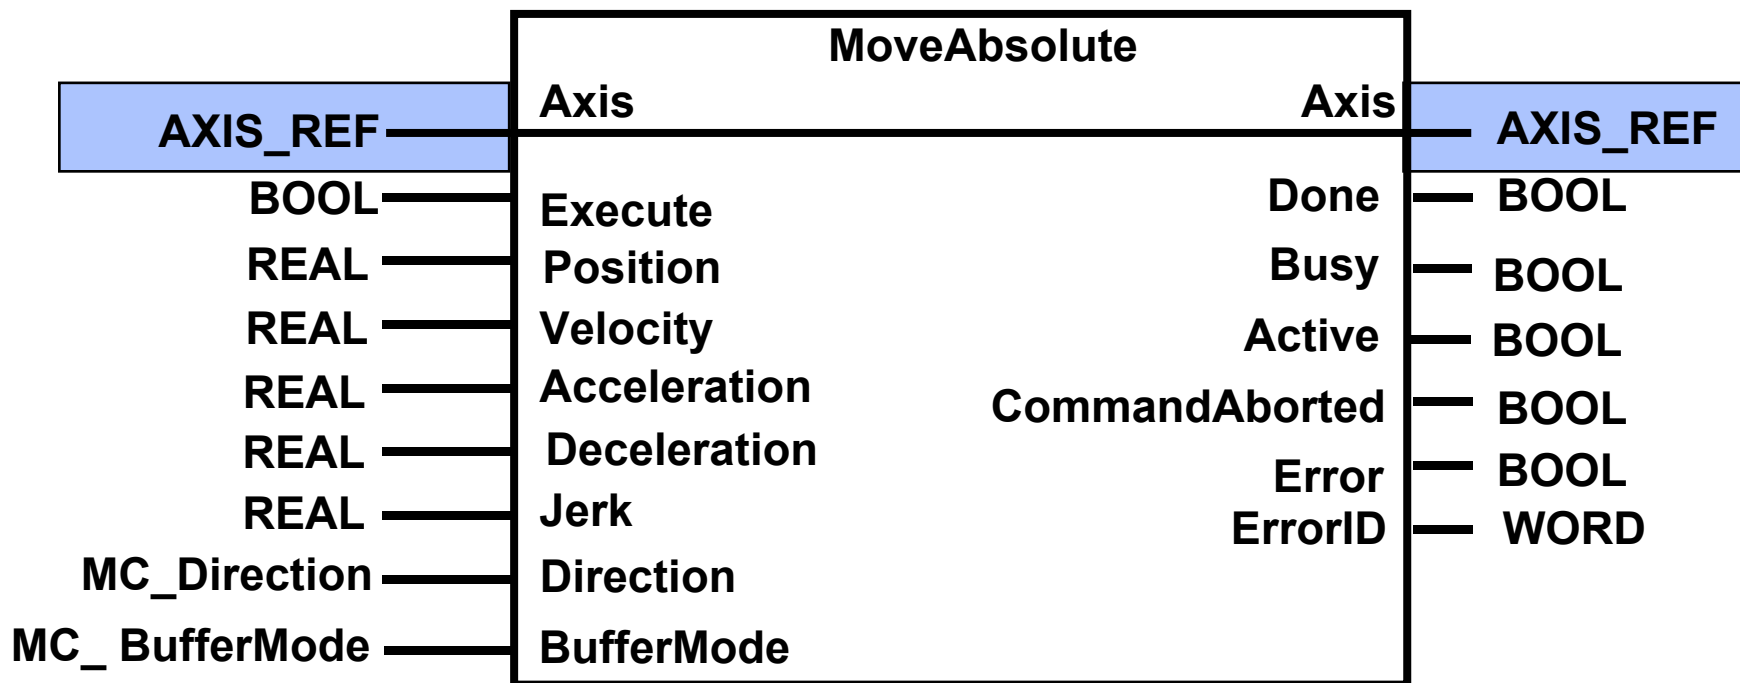 MoveAbsolute
AXIS_REF Axis Axis AXIS_REF
BOOL Execute Done BOOL
REAL Position Busy BOOL
REAL Velocity Active BOOL
REAL Acceleration CommandAborted BOOL
REAL Deceleration Error BOOL
REAL Jerk ErrorID WORD
MC_Direction Direction
MC_ BufferMode BufferMode